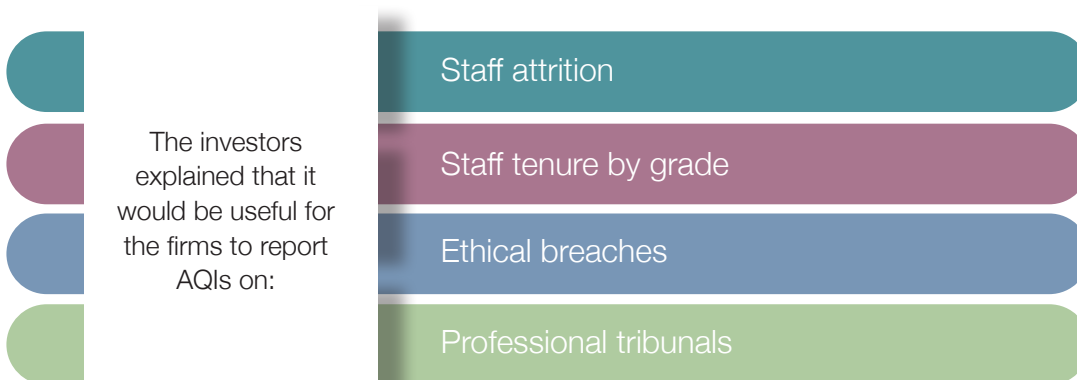 The investors
explained that it
would be useful for
the firms to report
AQIs on:
Staff attrition
Staff tenure by grade
Ethical breaches
Professional tribunals